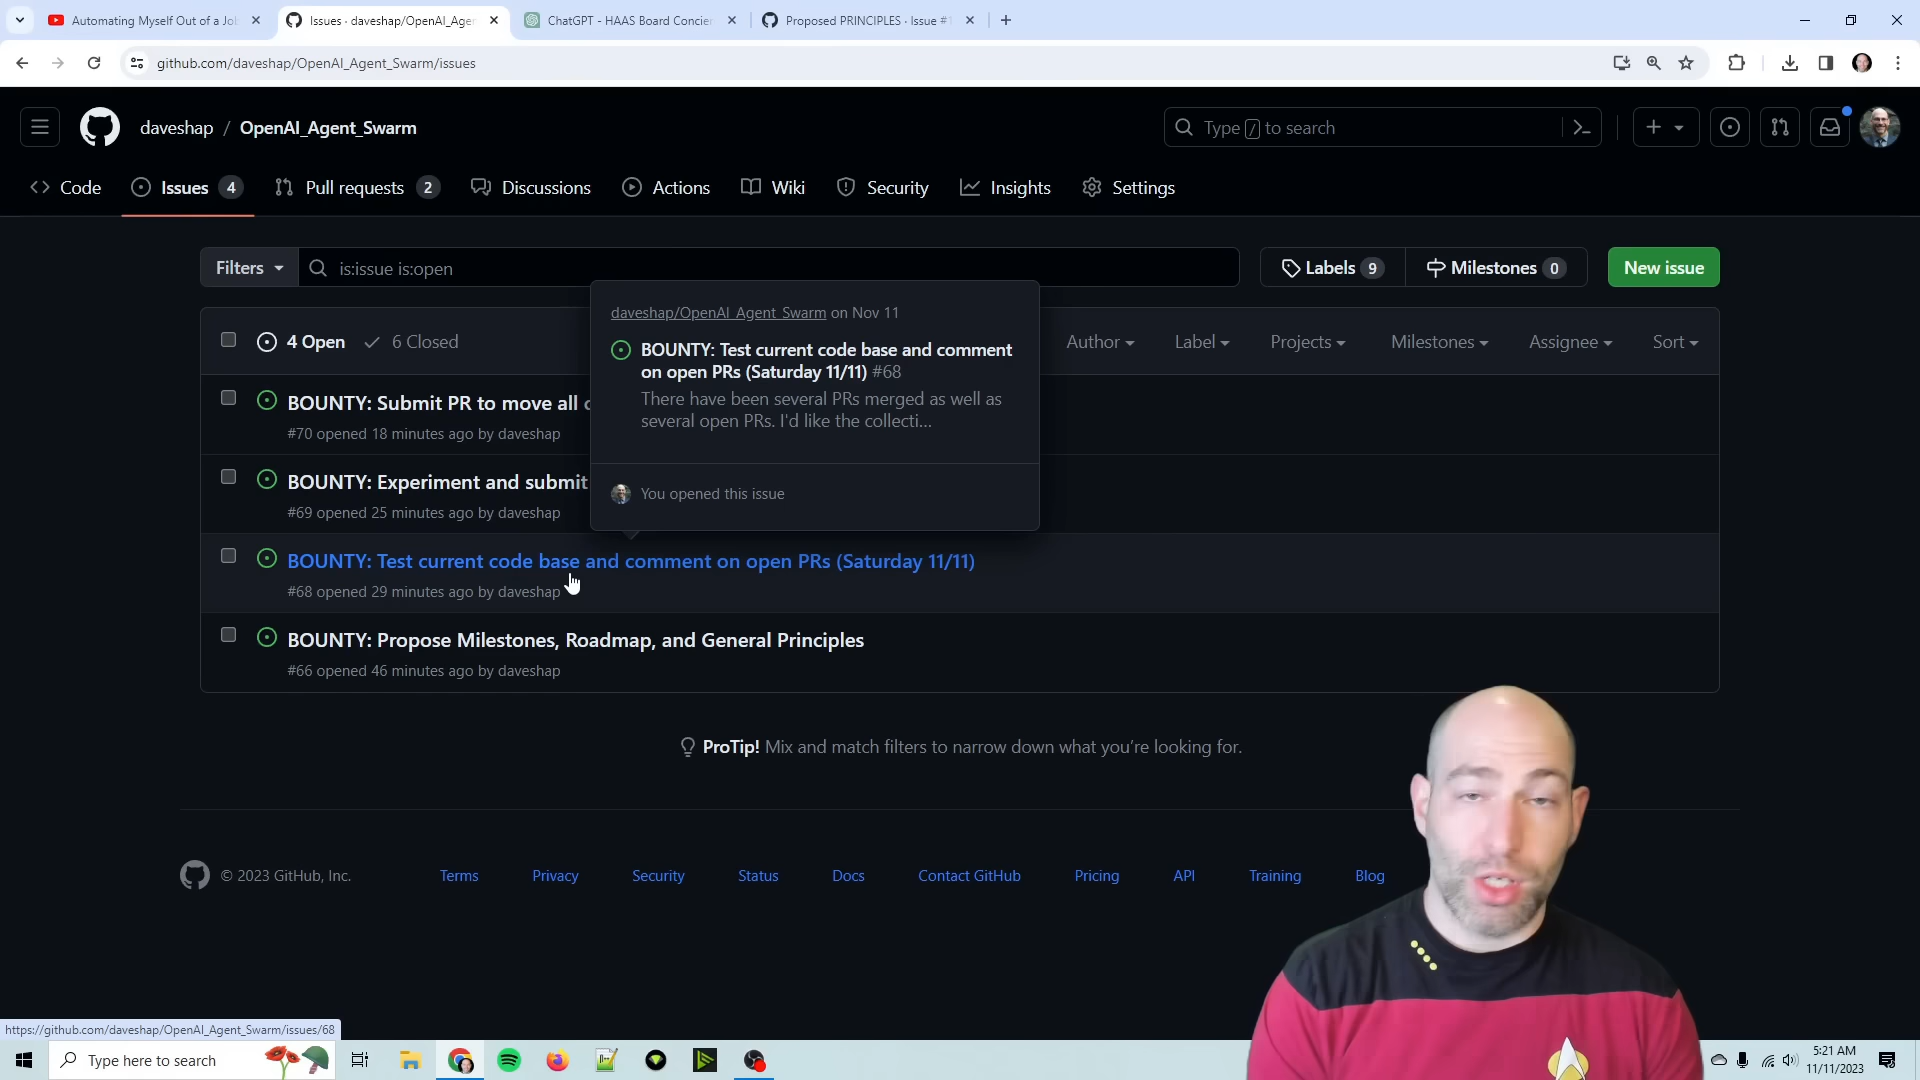 Automating Myself Out of a Jo
Issues · daveshap/OpenAI_Age
ChatGPT - HAAS Board Concier
Proposed PRINCIPLES · Issue #
github.com/daveshap/OpenAI_Agent_Swarm/issues
daveshap / OpenAI_Agent_Swarm
Type / to search
Code
Issues 4
Pull requests 2
Discussions
Actions
Wiki
Security
Insights
Settings
Filters
is:issue is:open
Labels 9
Milestones 0
New issue
daveshap/OpenAI_Agent_Swarm on Nov 11
BOUNTY: Test current code base and comment
on open PRs (Saturday 11/11) #68
There have been several PRs merged as well as
several open PRs. I'd like the collecti...
You opened this issue
4 Open
6 Closed
Author
Label
Projects
Milestones
Assignee
Sort
BOUNTY: Submit PR to move all
#70 opened 18 minutes ago by daveshap
BOUNTY: Experiment and submit
#69 opened 25 minutes ago by daveshap
BOUNTY: Test current code base and comment on open PRs (Saturday 11/11)
#68 opened 29 minutes ago by daveshap
BOUNTY: Propose Milestones, Roadmap, and General Principles
#66 opened 46 minutes ago by daveshap
ProTip! Mix and match filters to narrow down what you're looking for.
© 2023 GitHub, Inc.
Terms
Privacy
Security
Status
Docs
Contact GitHub
Pricing
API
Training
Blog
https://github.com/daveshap/OpenAI_Agent_Swarm/issues/68
Type here to search
5:21 AM
11/11/2023